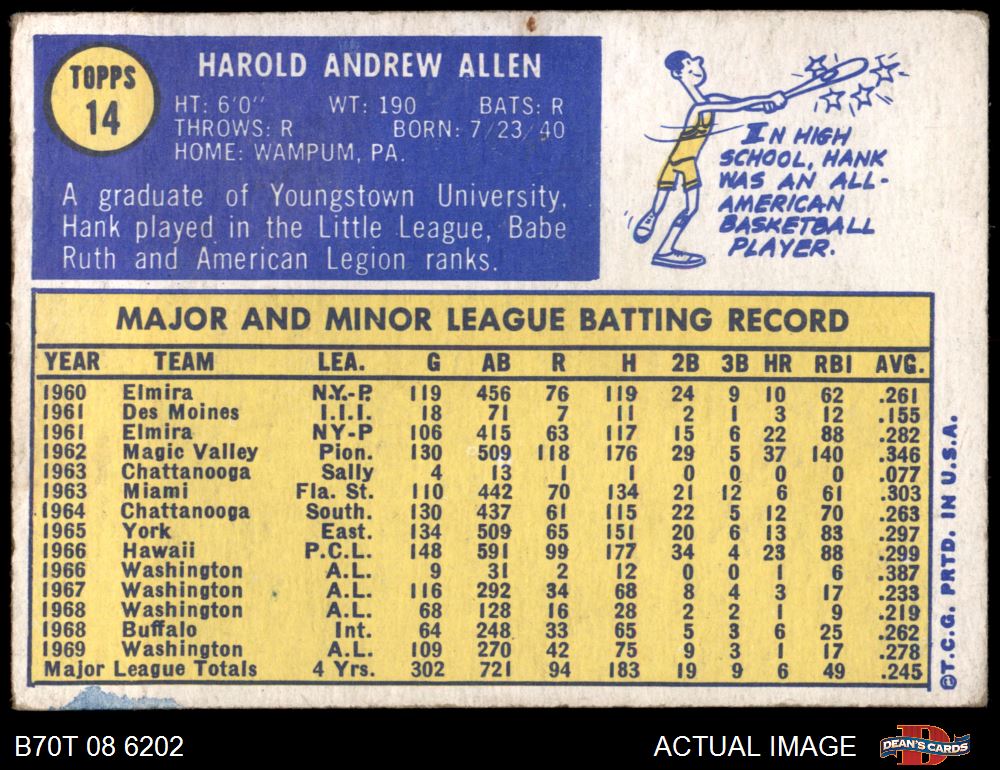 TOPPS
14
HAROLD ANDREW ALLEN
HT: 6'0" WT: 190 BATS: R
THROWS: R BORN: 7/23/40
HOME: WAMPUM, PA.
A graduate of Youngstown University,
Hank played in the Little League, Babe
Ruth and American Legion ranks.
IN HIGH
SCHOOL, HANK
WAS AN ALL-
AMERICAN
BASKETBALL
PLAYER.
MAJOR AND MINOR LEAGUE BATTING RECORD
YEAR TEAM LEA. G AB R H 2B 3B HR RBI AVG.
1960 Elmira N.Y.-P. 119 456 76 119 24 9 10 62 .261
1961 Des Moines I.I.I. 18 71 7 11 2 1 3 12 .155
1961 Elmira NY-P 106 415 63 117 15 6 22 88 .282
1962 Magic Valley Pion. 130 509 118 176 29 5 37 140 .346
1963 Chattanooga Sally 4 13 1 1 0 0 0 0 .077
1963 Miami Fla. St. 110 442 70 134 21 12 6 61 .303
1964 Chattanooga South. 130 437 61 115 22 5 12 70 .263
1965 York East. 134 509 65 151 20 6 13 83 .297
1966 Hawaii P.C.L. 148 591 99 177 34 4 23 88 .299
1966 Washington A.L. 9 31 2 12 0 0 1 6 .387
1967 Washington A.L. 116 292 34 68 8 4 3 17 .233
1968 Washington A.L. 68 128 16 28 2 2 1 9 .219
1968 Buffalo Int. 64 248 33 65 5 3 6 25 .262
1969 Washington A.L. 109 270 42 75 9 3 1 17 .278
Major League Totals 4 Yrs. 302 721 94 183 19 9 6 49 .245
©T.C.G. PRTD. IN U.S.A.
B70T 08 6202
ACTUAL IMAGE
D
DEAN'S CARDS